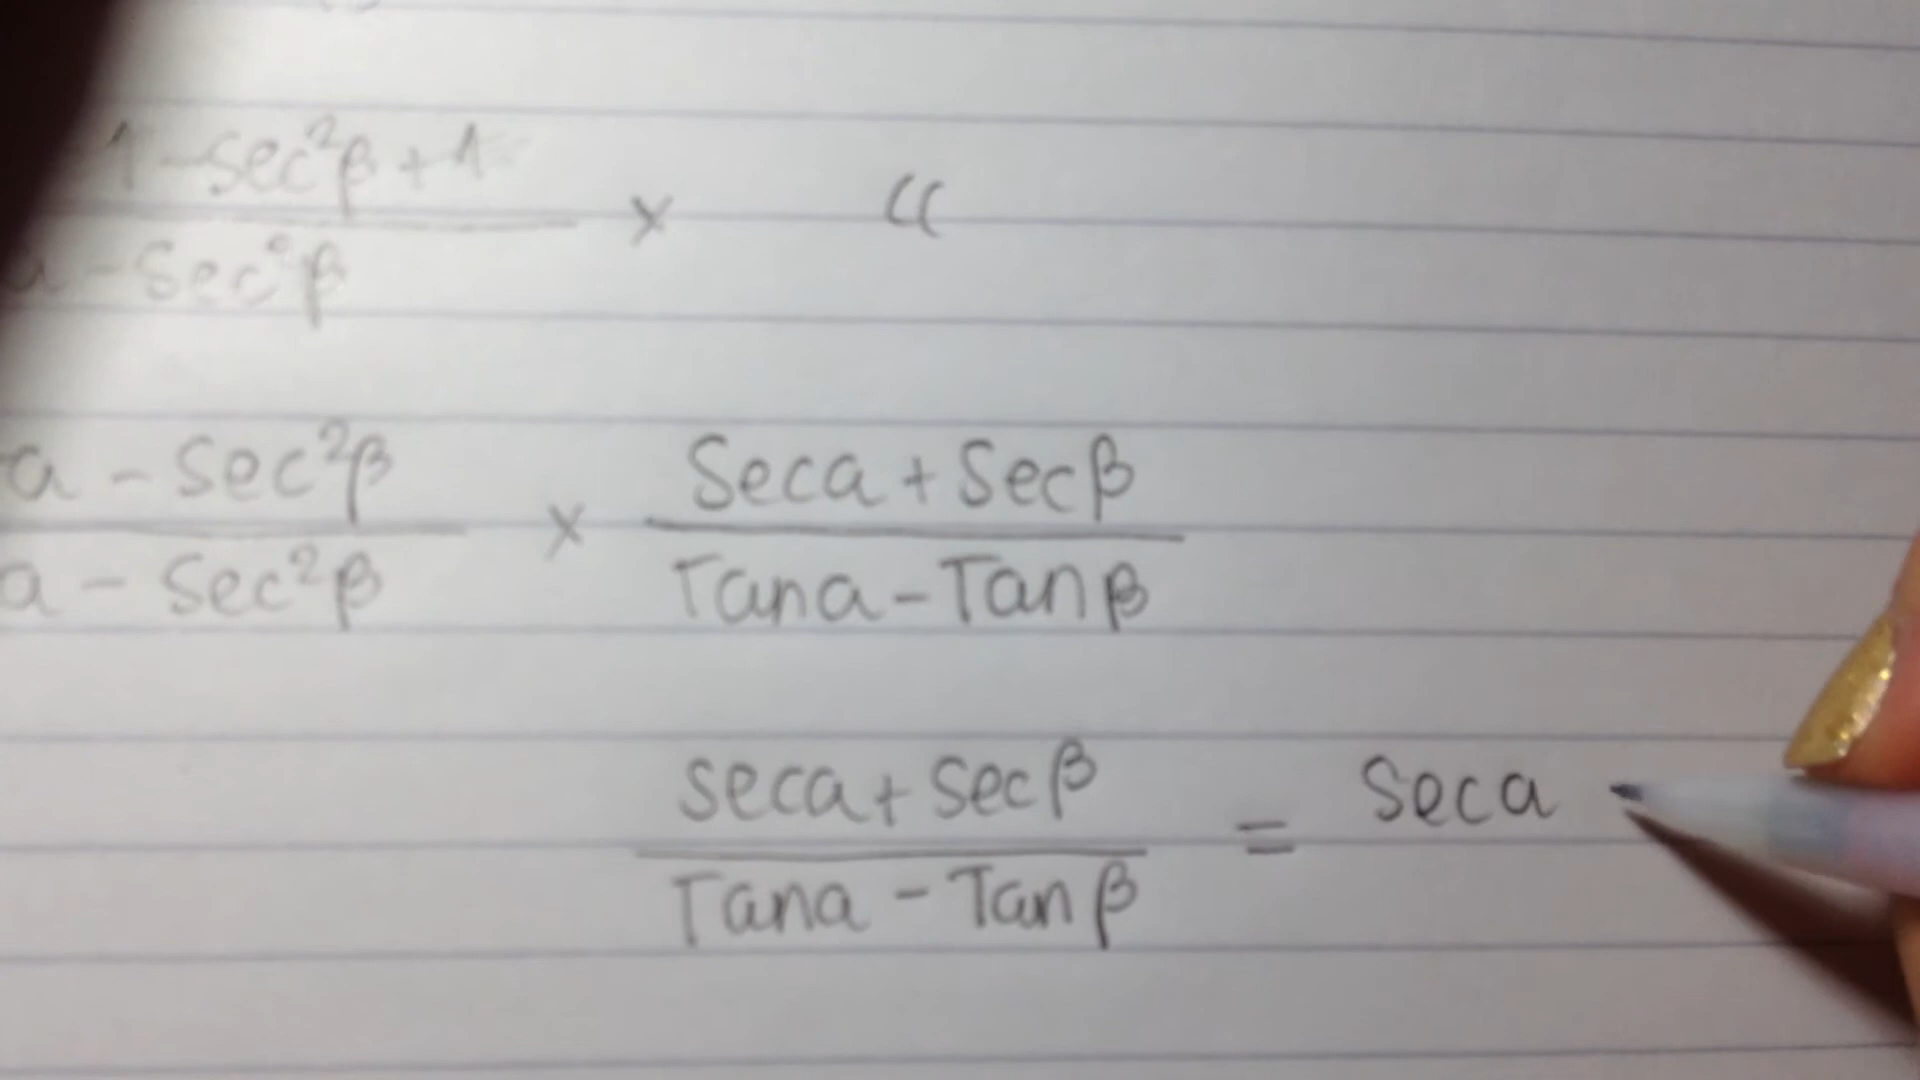 1 - sec²β + 1
× "
a - Sec²β
a - Sec²β × Seca + Secβ
a - Sec²β Tana - Tanβ
seca + secβ = Seca
Tana - Tanβ